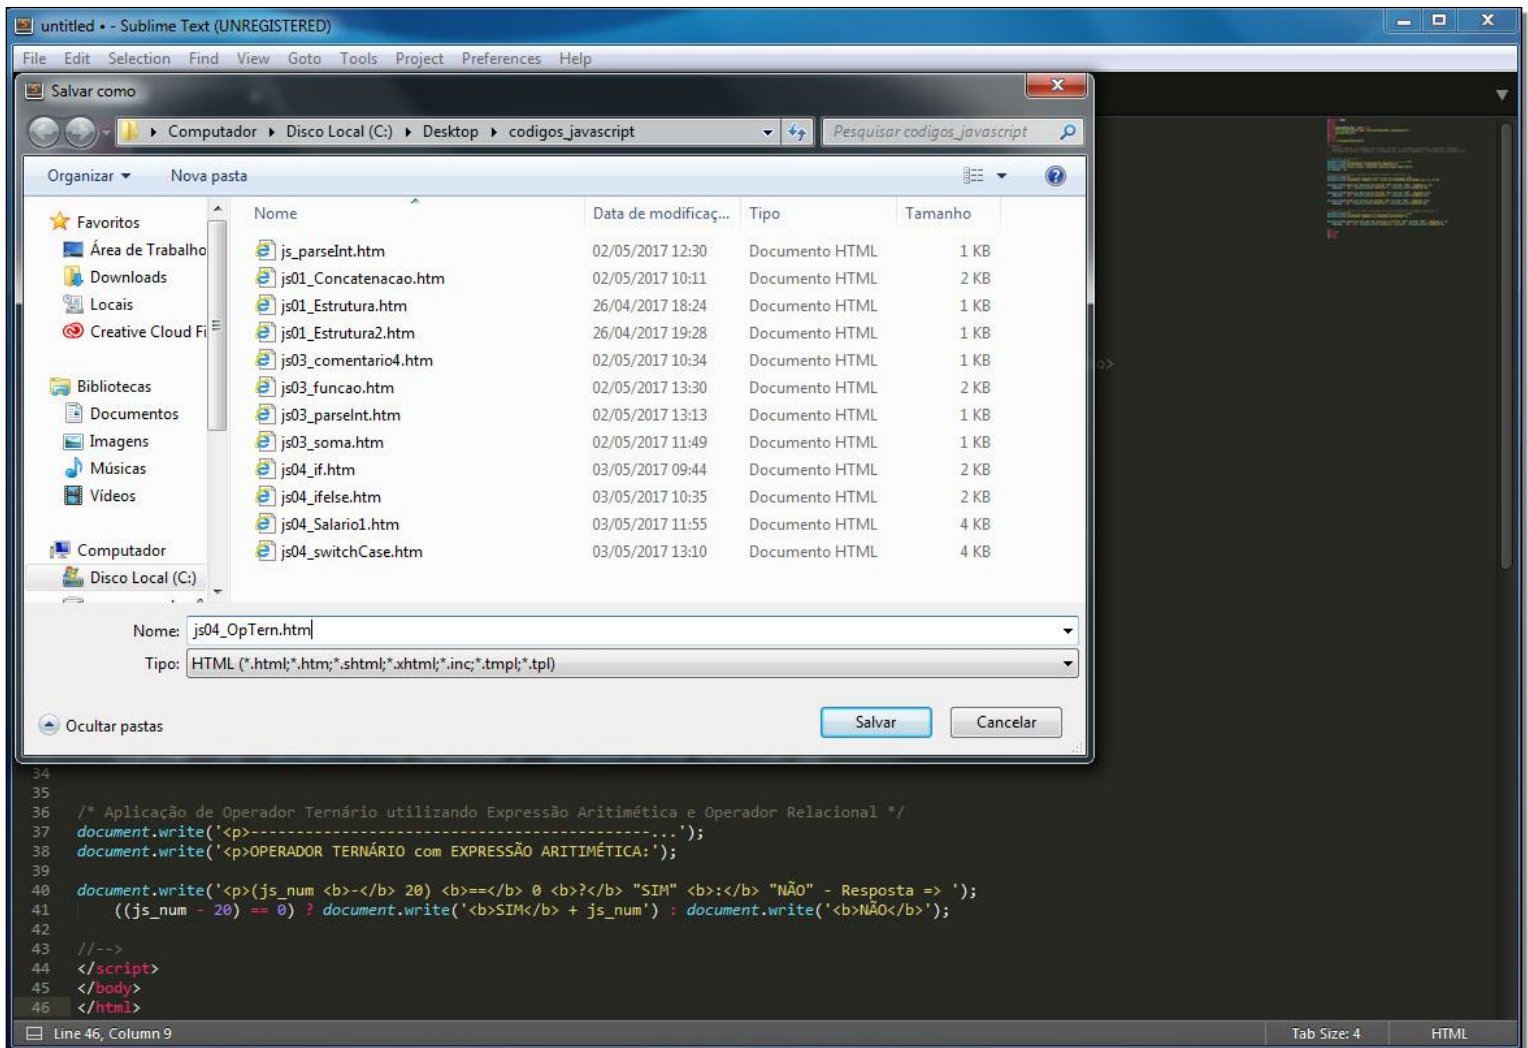 untitled • - Sublime Text (UNREGISTERED)
File Edit Selection Find View Goto Tools Project Preferences Help
Salvar como
Computador Disco Local (C:) Desktop codigos_javascript Pesquisar codigos_javascript
Organizar Nova pasta
Favoritos
Área de Trabalho
Downloads
Locais
Creative Cloud Fi
Bibliotecas
Documentos
Imagens
Músicas
Vídeos
Computador
Disco Local (C:)
Nome Data de modificaç... Tipo Tamanho
js_parseInt.htm 02/05/2017 12:30 Documento HTML 1 KB
js01_Concatenacao.htm 02/05/2017 10:11 Documento HTML 2 KB
js01_Estrutura.htm 26/04/2017 18:24 Documento HTML 1 KB
js01_Estrutura2.htm 26/04/2017 19:28 Documento HTML 1 KB
js03_comentario4.htm 02/05/2017 10:34 Documento HTML 1 KB
js03_funcao.htm 02/05/2017 13:30 Documento HTML 2 KB
js03_parseInt.htm 02/05/2017 13:13 Documento HTML 1 KB
js03_soma.htm 02/05/2017 11:49 Documento HTML 1 KB
js04_if.htm 03/05/2017 09:44 Documento HTML 2 KB
js04_ifelse.htm 03/05/2017 10:35 Documento HTML 2 KB
js04_Salario1.htm 03/05/2017 11:55 Documento HTML 4 KB
js04_switchCase.htm 03/05/2017 13:10 Documento HTML 4 KB
o>
Nome: js04_OpTern.htm
Tipo: HTML (*.html;*.htm;*.shtml;*.xhtml;*.inc;*.tmpl;*.tpl)
Ocultar pastas Salvar Cancelar
34
35
36 /* Aplicação de Operador Ternário utilizando Expressão Aritimética e Operador Relacional */
37 document.write('<p>--------------------------------------------...');
38 document.write('<p>OPERADOR TERNÁRIO com EXPRESSÃO ARITIMÉTICA:');
39
40 document.write('<p>(js_num <b>-</b> 20) <b>==</b> 0 <b>?</b> "SIM" <b>:</b> "NÃO" - Resposta => ');
41 ((js_num - 20) == 0) ? document.write('<b>SIM</b> + js_num') : document.write('<b>NÃO</b>');
42
43 //-->
44 </script>
45 </body>
46 </html>
Line 46, Column 9 Tab Size: 4 HTML